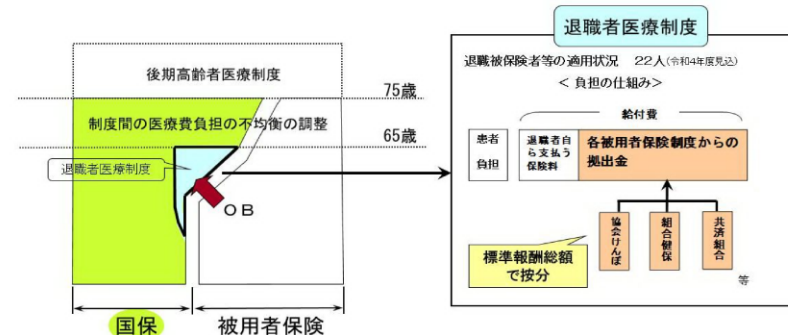 退職者医療制度
後期高齢者医療制度
75歳
制度間の医療費負担の不均衡の調整
65歳
退職者医療制度
OB
国保
被用者保険
退職被保険者等の適用状況 22人(令和4年度見込)
< 負担の仕組み>
給付費
患者
負担
退職者自
ら支払う
保険料
各被用者保険制度からの
拠出金
協会けんぽ
組合健保
共済組合
等
標準報酬総額
で按分